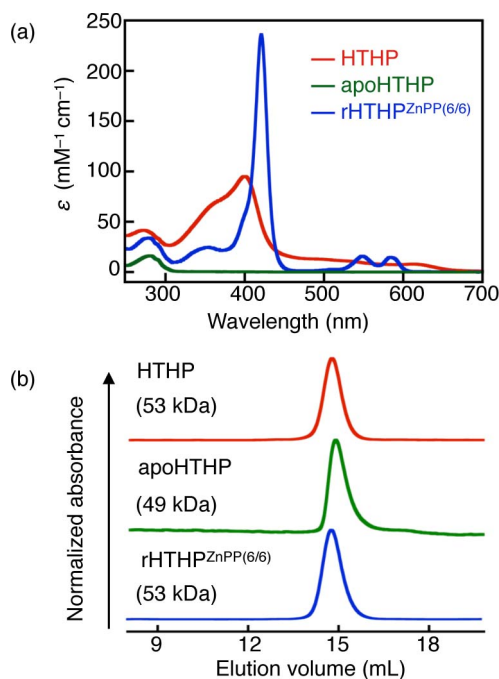 (a)
250
200
150
100
50
0
ε (mM⁻¹ cm⁻¹)
HTHP
apoHTHP
rHTHP^ZnPP(6/6)
300 400 500 600 700
Wavelength (nm)
(b)
Normalized absorbance
HTHP
(53 kDa)
apoHTHP
(49 kDa)
rHTHP^ZnPP(6/6)
(53 kDa)
9 12 15 18
Elution volume (mL)